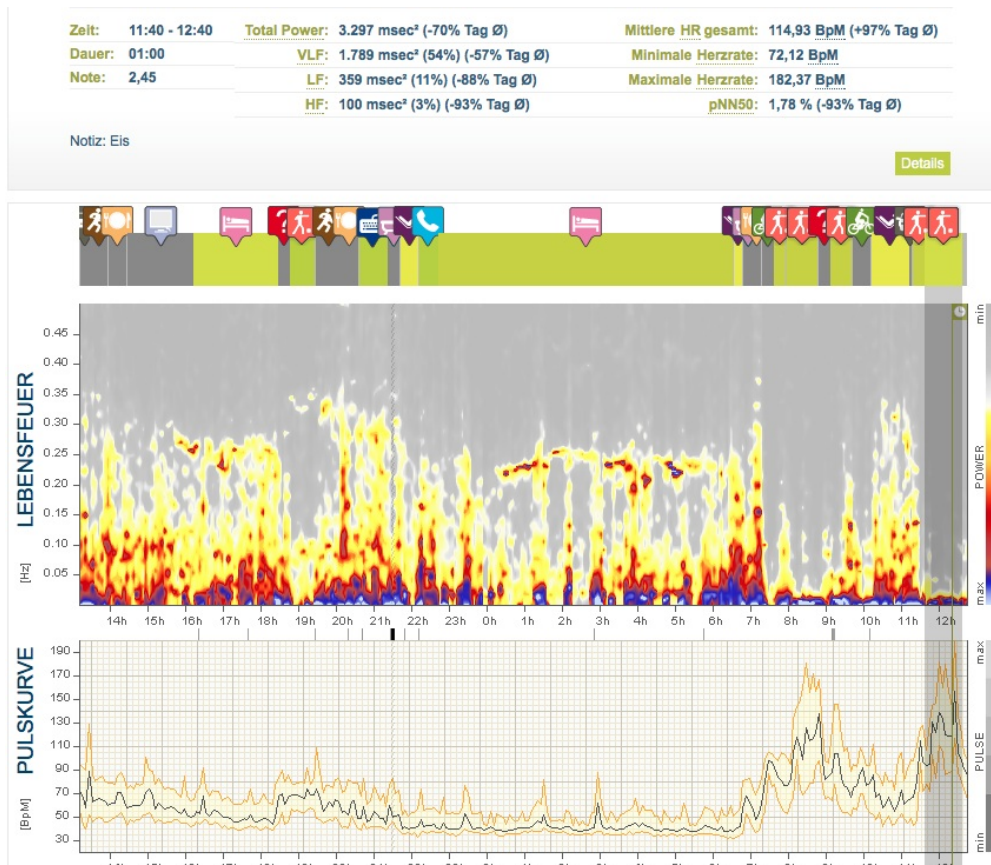 Zeit: 11:40 - 12:40 Total Power: 3.297 msec² (-70% Tag Ø) Mittlere HR gesamt: 114,93 BpM (+97% Tag Ø)
Dauer: 01:00 VLF: 1.789 msec² (54%) (-57% Tag Ø) Minimale Herzrate: 72,12 BpM
Note: 2,45 LF: 359 msec² (11%) (-88% Tag Ø) Maximale Herzrate: 182,37 BpM
HF: 100 msec² (3%) (-93% Tag Ø) pNN50: 1,78 % (-93% Tag Ø)
Notiz: Eis
Details
LEBENSFEUER
[Hz]
0.45
0.40
0.35
0.30
0.25
0.20
0.15
0.10
0.05
min
POWER
max
14h 15h 16h 17h 18h 19h 20h 21h 22h 23h 0h 1h 2h 3h 4h 5h 6h 7h 8h 9h 10h 11h 12h
PULSKURVE
[BpM]
190
170
150
130
110
90
70
50
30
max
PULSE
min